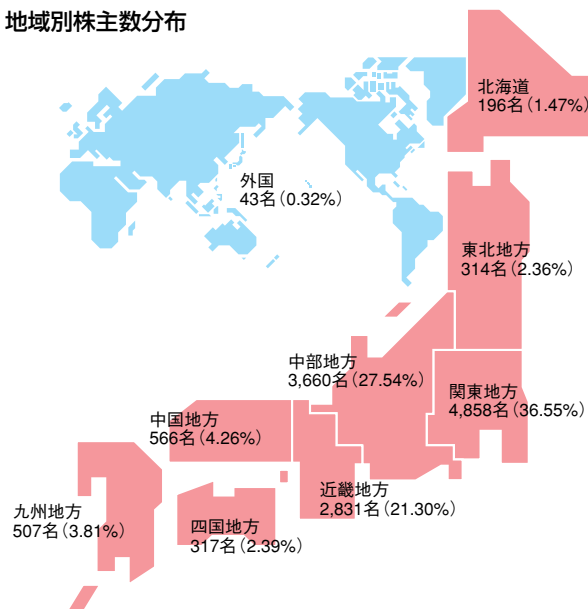 地域別株主数分布
北海道
196名（1.47%）
外国
43名（0.32%）
東北地方
314名（2.36%）
中部地方
3,660名（27.54%）
関東地方
4,858名（36.55%）
中国地方
566名（4.26%）
近畿地方
2,831名（21.30%）
九州地方
507名（3.81%）
四国地方
317名（2.39%）